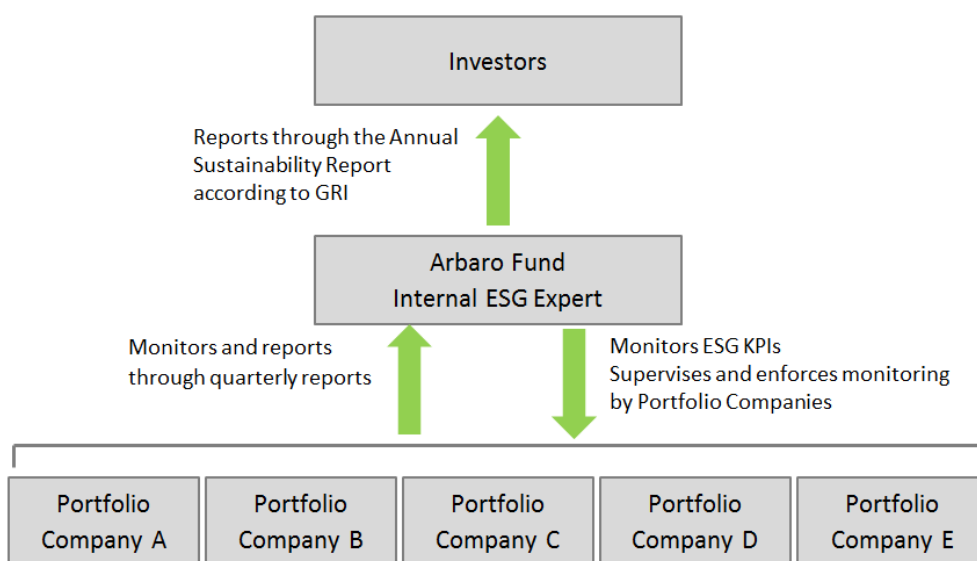 Investors
Reports through the Annual
Sustainability Report
according to GRI
Arbaro Fund
Internal ESG Expert
Monitors and reports
through quarterly reports
Monitors ESG KPIs
Supervises and enforces monitoring
by Portfolio Companies
Portfolio
Company A
Portfolio
Company B
Portfolio
Company C
Portfolio
Company D
Portfolio
Company E